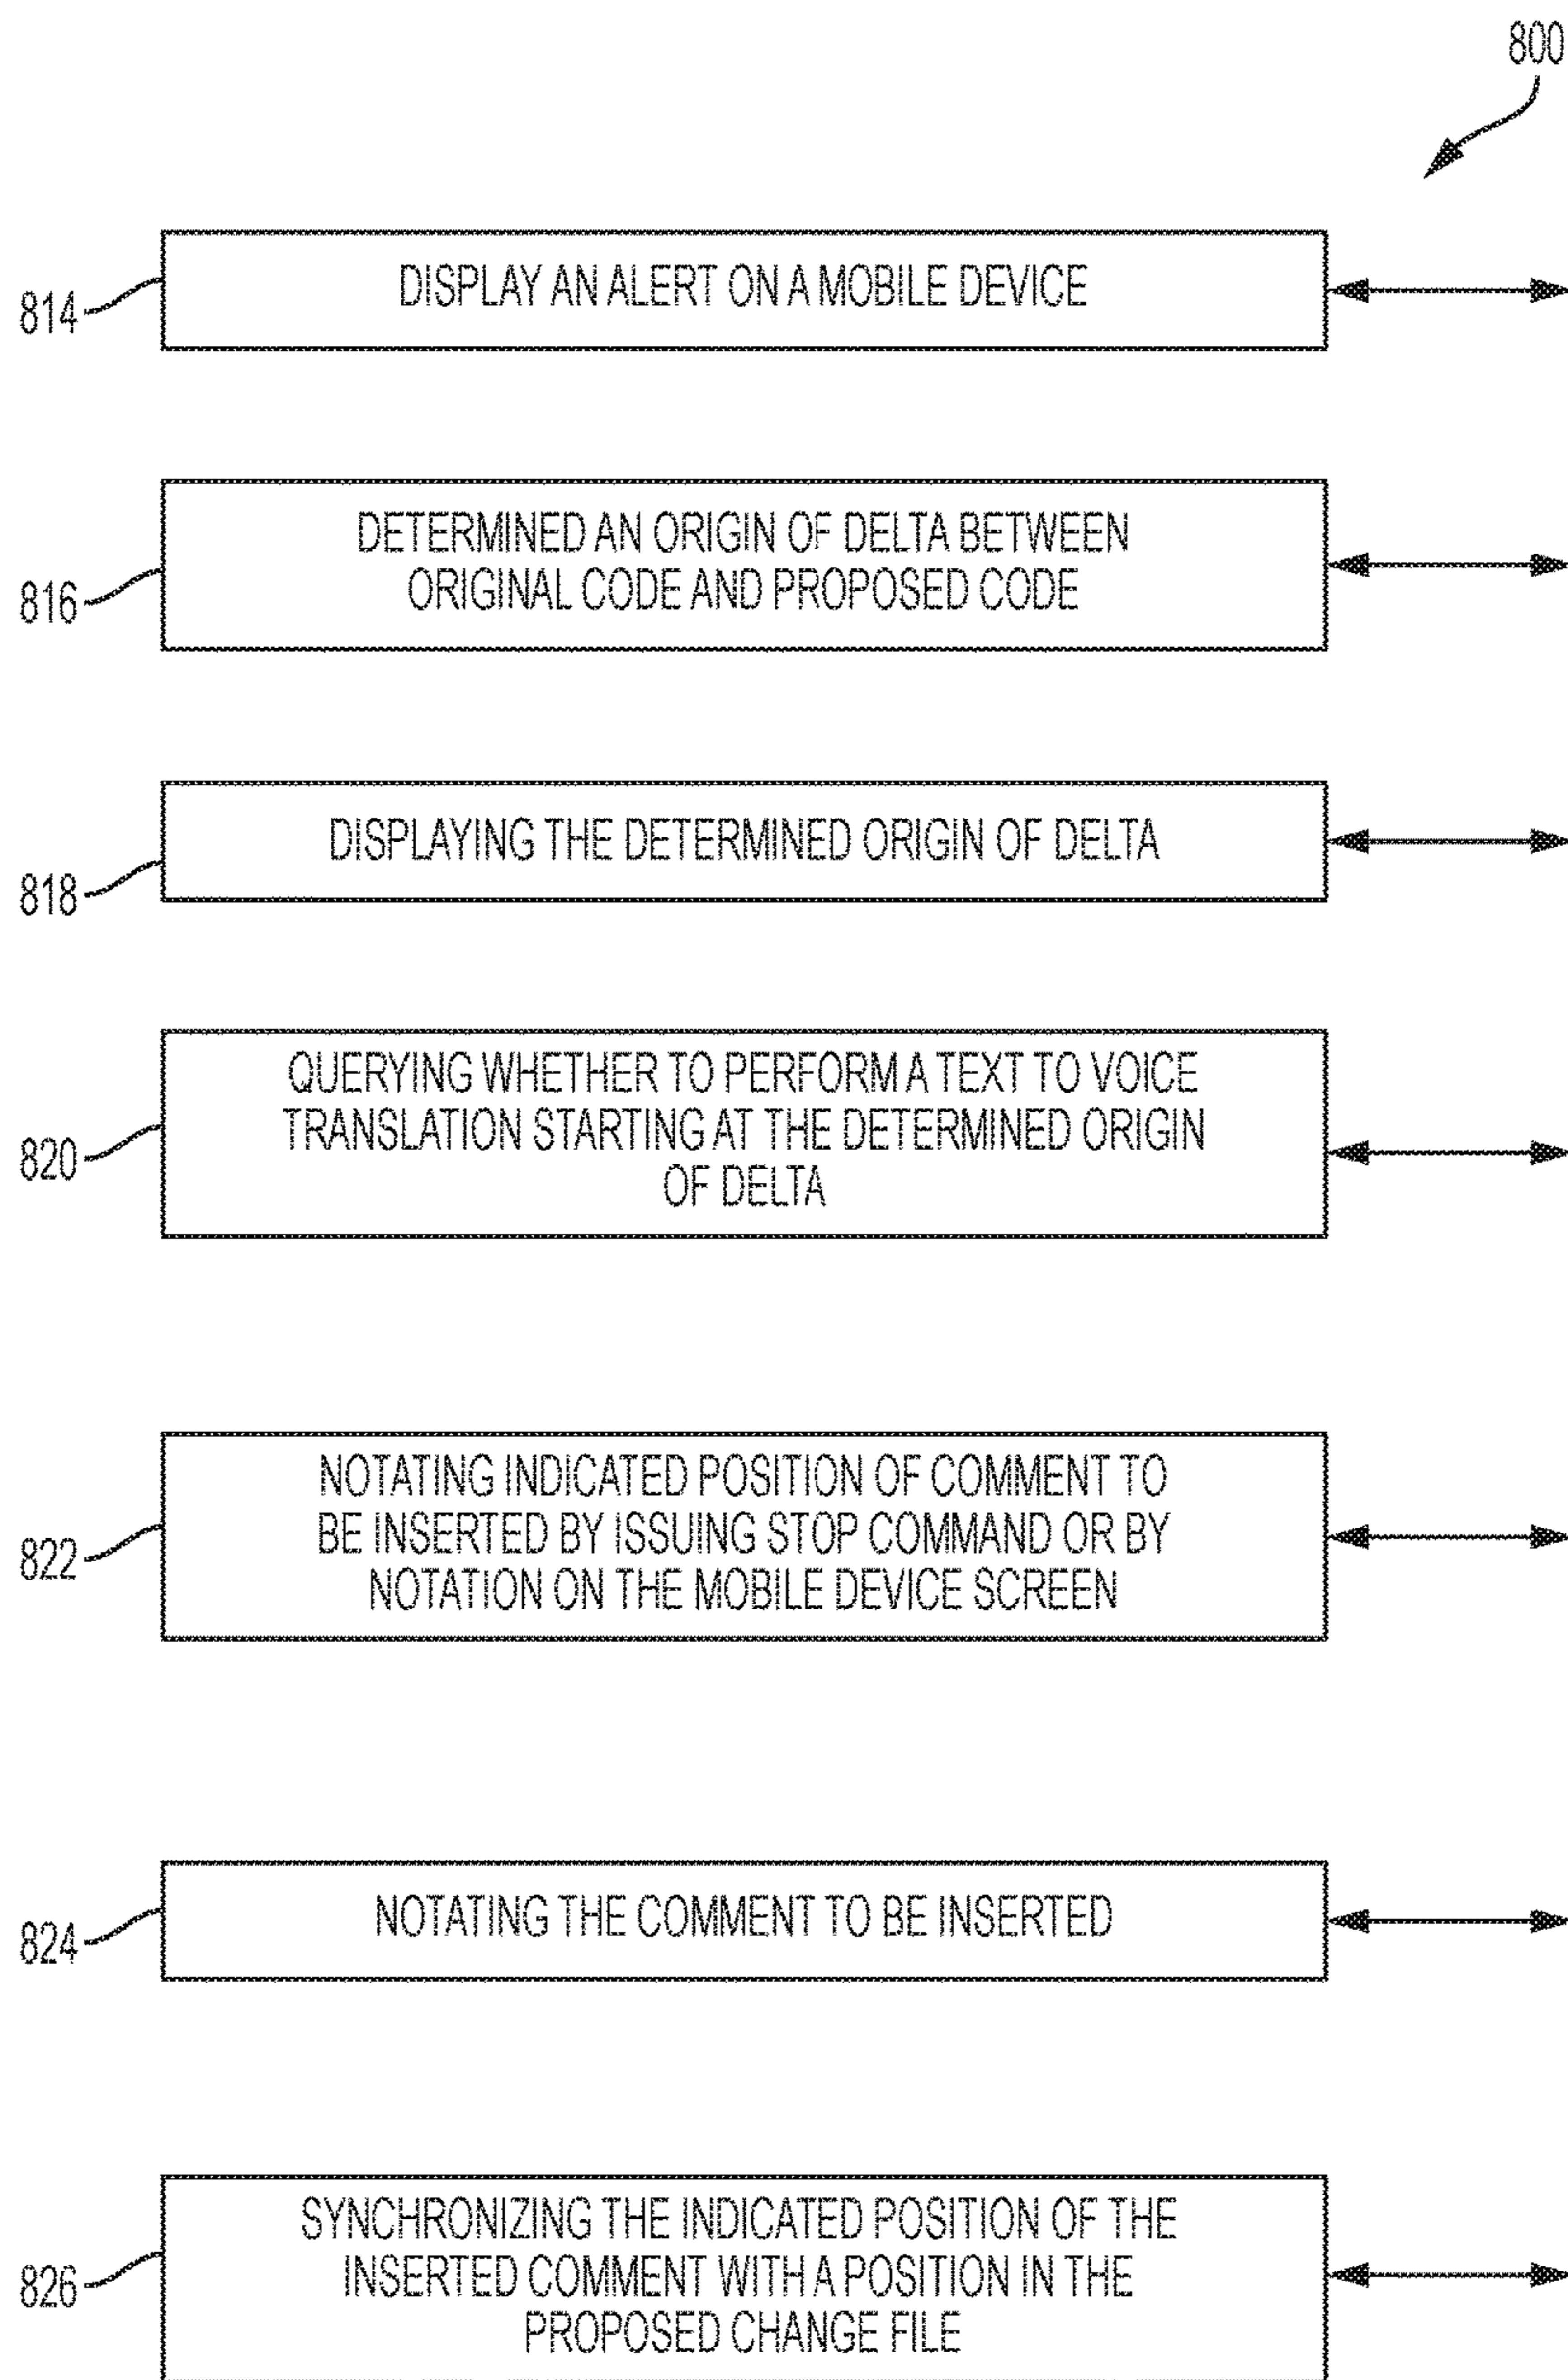 800
814
DISPLAY AN ALERT ON A MOBILE DEVICE
816
DETERMINED AN ORIGIN OF DELTA BETWEEN
ORIGINAL CODE AND PROPOSED CODE
818
DISPLAYING THE DETERMINED ORIGIN OF DELTA
820
QUERYING WHETHER TO PERFORM A TEXT TO VOICE
TRANSLATION STARTING AT THE DETERMINED ORIGIN
OF DELTA
822
NOTATING INDICATED POSITION OF COMMENT TO
BE INSERTED BY ISSUING STOP COMMAND OR BY
NOTATION ON THE MOBILE DEVICE SCREEN
824
NOTATING THE COMMENT TO BE INSERTED
826
SYNCHRONIZING THE INDICATED POSITION OF THE
INSERTED COMMENT WITH A POSITION IN THE
PROPOSED CHANGE FILE